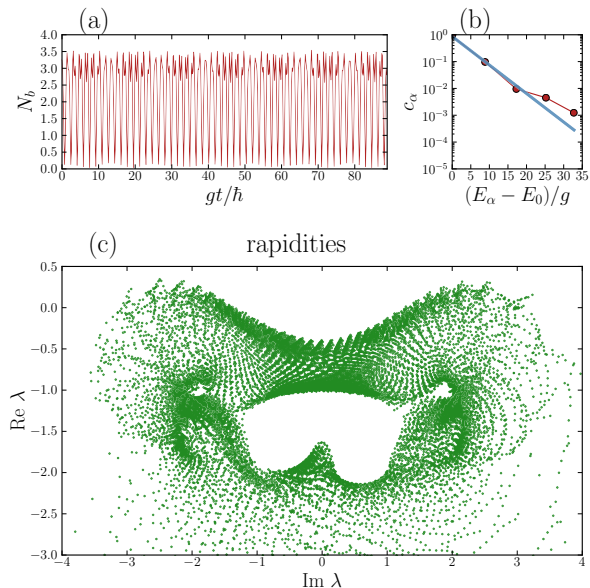 (a)
(b)
N_b
4.0
3.5
3.0
2.5
2.0
1.5
1.0
0.5
0.0
0 10 20 30 40 50 60 70 80
gt/ħ
c_α
10^0
10^-1
10^-2
10^-3
10^-4
10^-5
0 5 10 15 20 25 30 35
(E_α − E_0)/g
(c)
rapidities
Re λ
0.5
0.0
−0.5
−1.0
−1.5
−2.0
−2.5
−3.0
−4 −3 −2 −1 0 1 2 3 4
Im λ